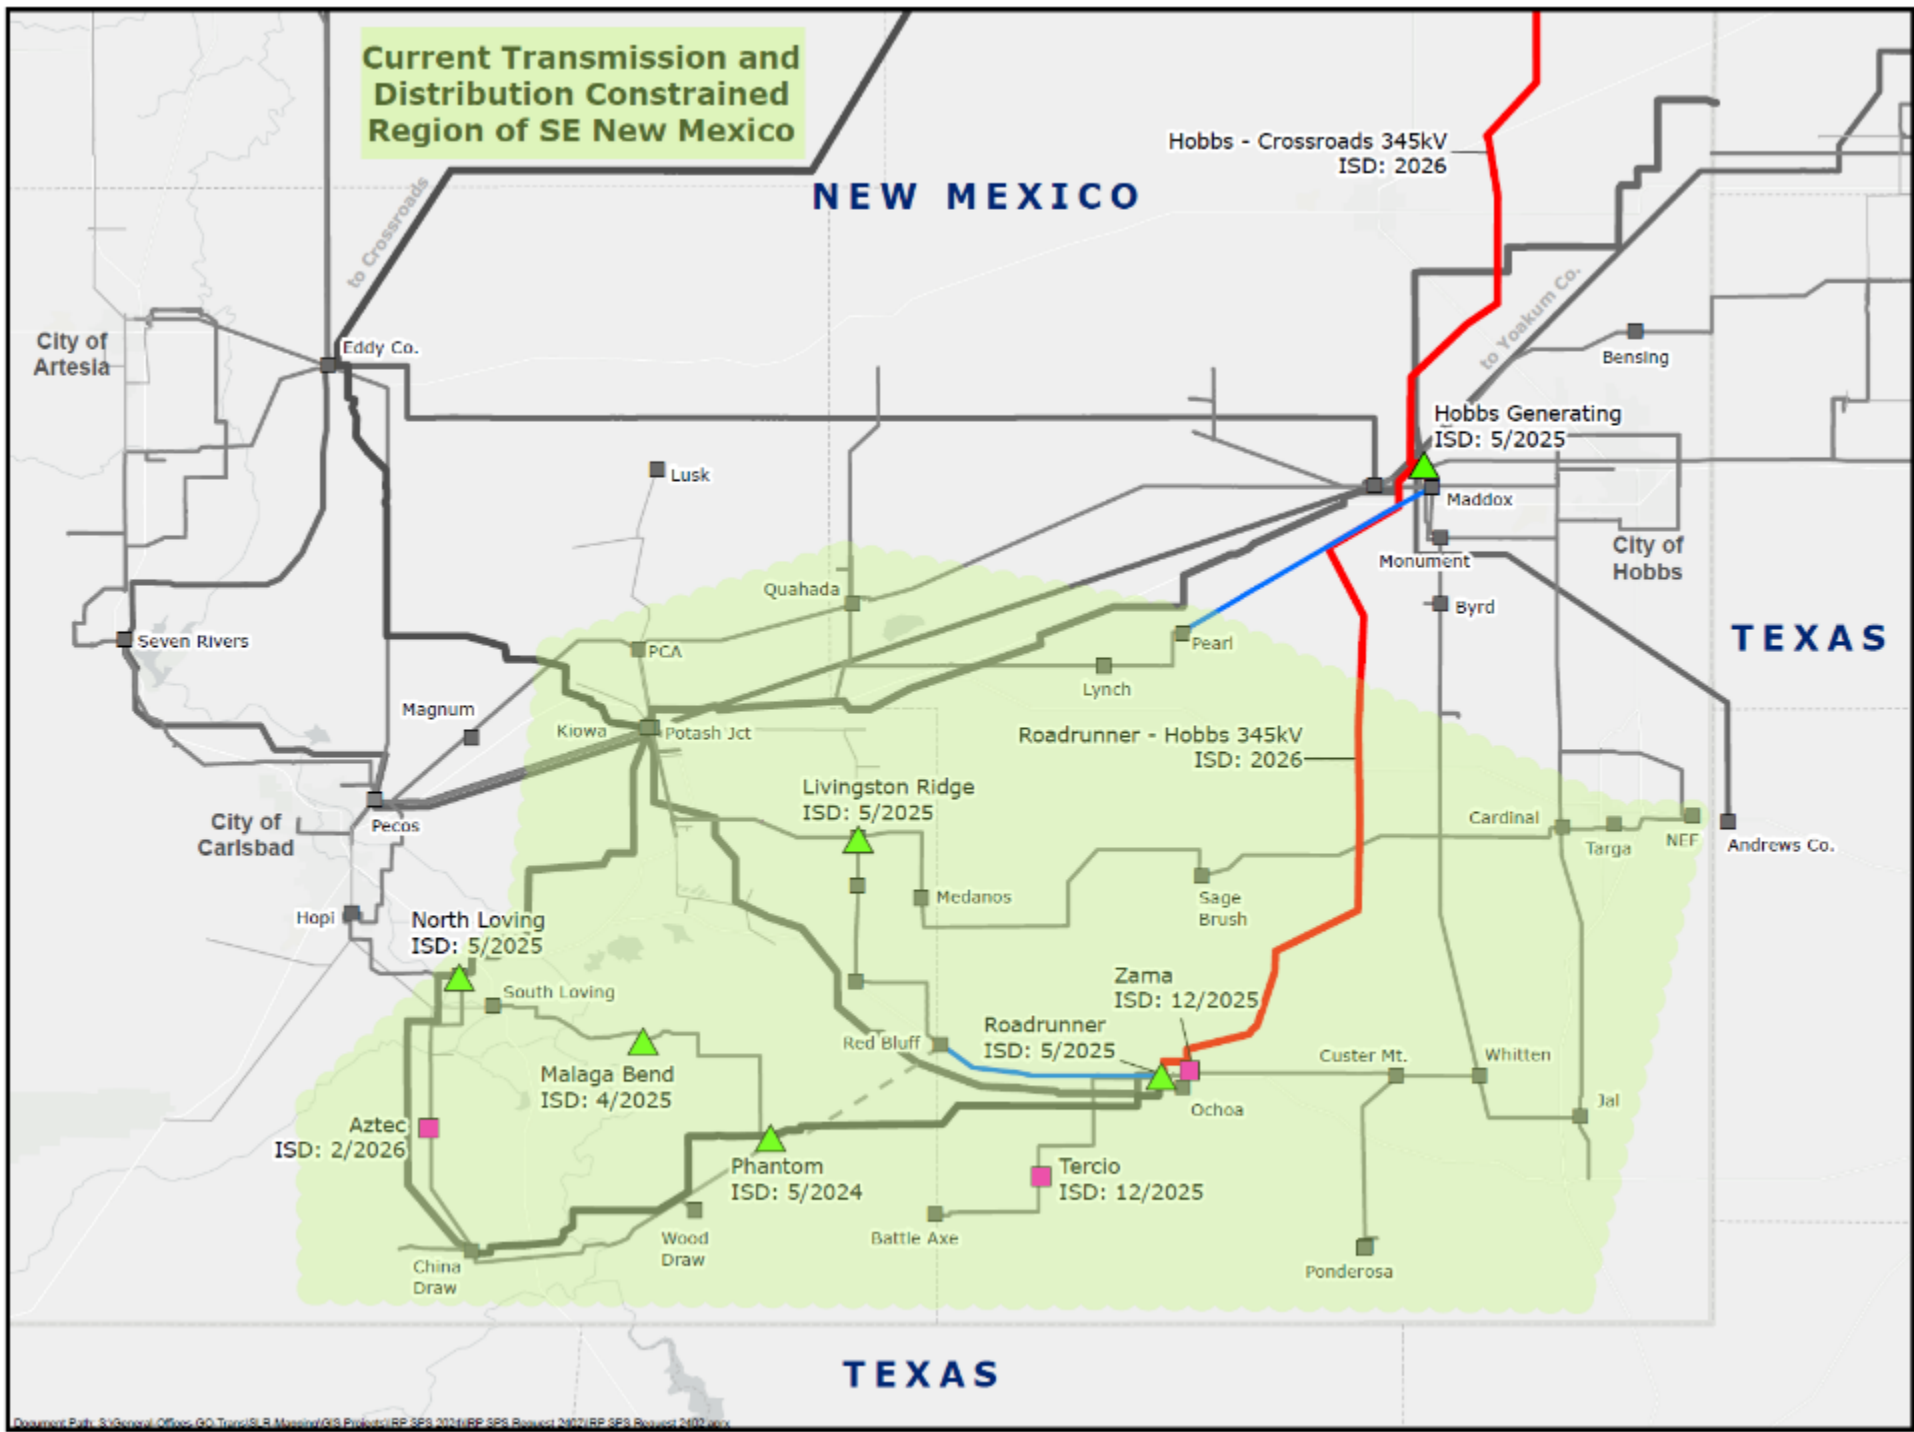 Current Transmission and
Distribution Constrained
Region of SE New Mexico
Hobbs - Crossroads 345kV
ISD: 2026
NEW MEXICO
to Crossroads
to Yoakum Co.
City of
Artesia
Eddy Co.
Bensing
Hobbs Generating
ISD: 5/2025
Lusk
Maddox
City of
Hobbs
Monument
Quahada
Byrd
Seven Rivers
PCA
Pearl
TEXAS
Lynch
Magnum
Kiowa
Potash Jct
Roadrunner - Hobbs 345kV
ISD: 2026
Livingston Ridge
ISD: 5/2025
City of
Carlsbad
Pecos
Cardinal
Targa
NEF
Andrews Co.
Medanos
Sage
Brush
Hopi
North Loving
ISD: 5/2025
South Loving
Zama
ISD: 12/2025
Roadrunner
ISD: 5/2025
Red Bluff
Custer Mt.
Whitten
Malaga Bend
ISD: 4/2025
Ochoa
Jal
Aztec
ISD: 2/2026
Phantom
ISD: 5/2024
Tercio
ISD: 12/2025
Wood
Draw
Battle Axe
China
Draw
Ponderosa
TEXAS
Document Path: